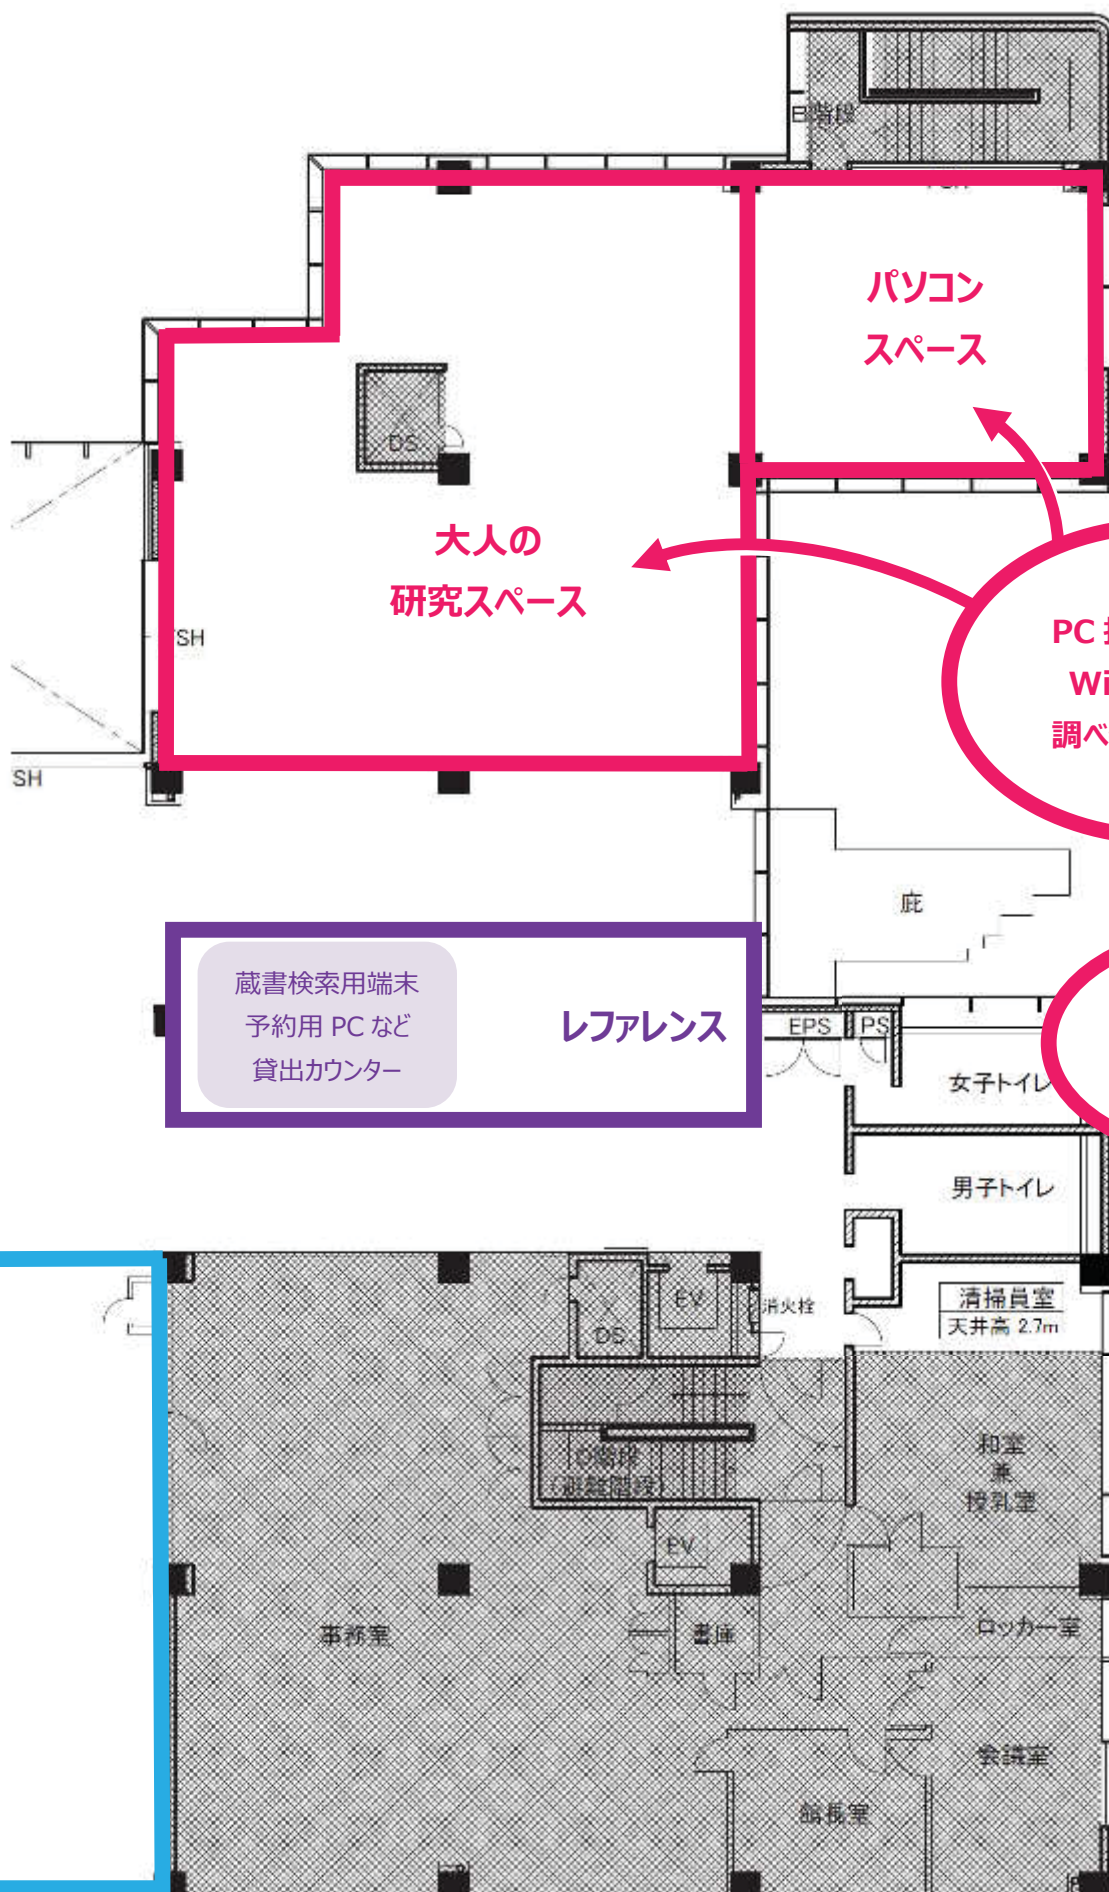 B階段
パソコン
スペース
DS
大人の
研究スペース
SH
SH
PC
Wi
調べ
庇
蔵書検索用端末
予約用 PC など
貸出カウンター
レファレンス
EPS
PS
女子トイレ
男子トイレ
清掃員室
天井高 2.7m
消火栓
EV
DS
(避難階段)
和室
兼
授乳室
EV
事務室
書庫
ロッカー室
会議室
館長室